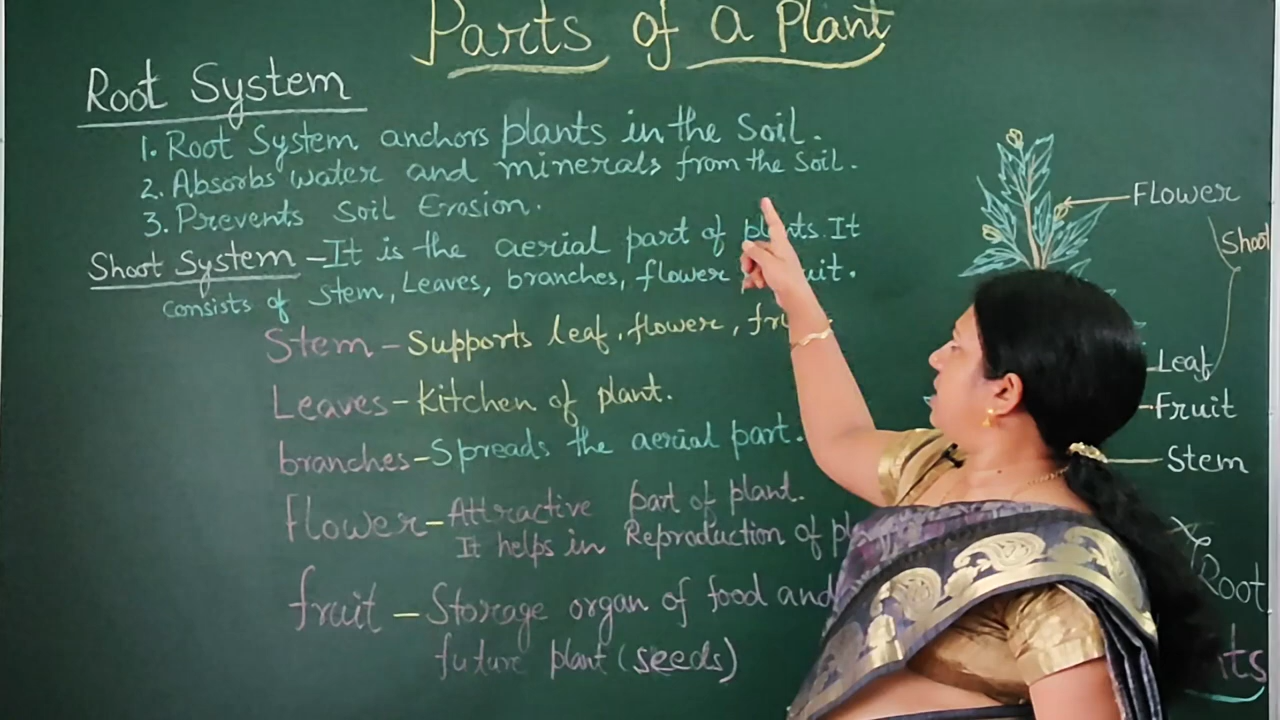 Parts of a Plant
Root System
1. Root System anchors plants in the Soil.
2. Absorbs water and minerals from the Soil.
3. Prevents Soil Erosion.
Shoot System - It is the aerial part of plants. It
consists of Stem, Leaves, branches, flower
Stem - Supports leaf, flower,
Leaves - Kitchen of plant.
branches - Spreads the aerial part.
Flower - Attractive part of plant.
It helps in Reproduction of
fruit - Storage organ of food and
future plant (seeds)
Flower
Shoot
Leaf
Fruit
Stem
Root